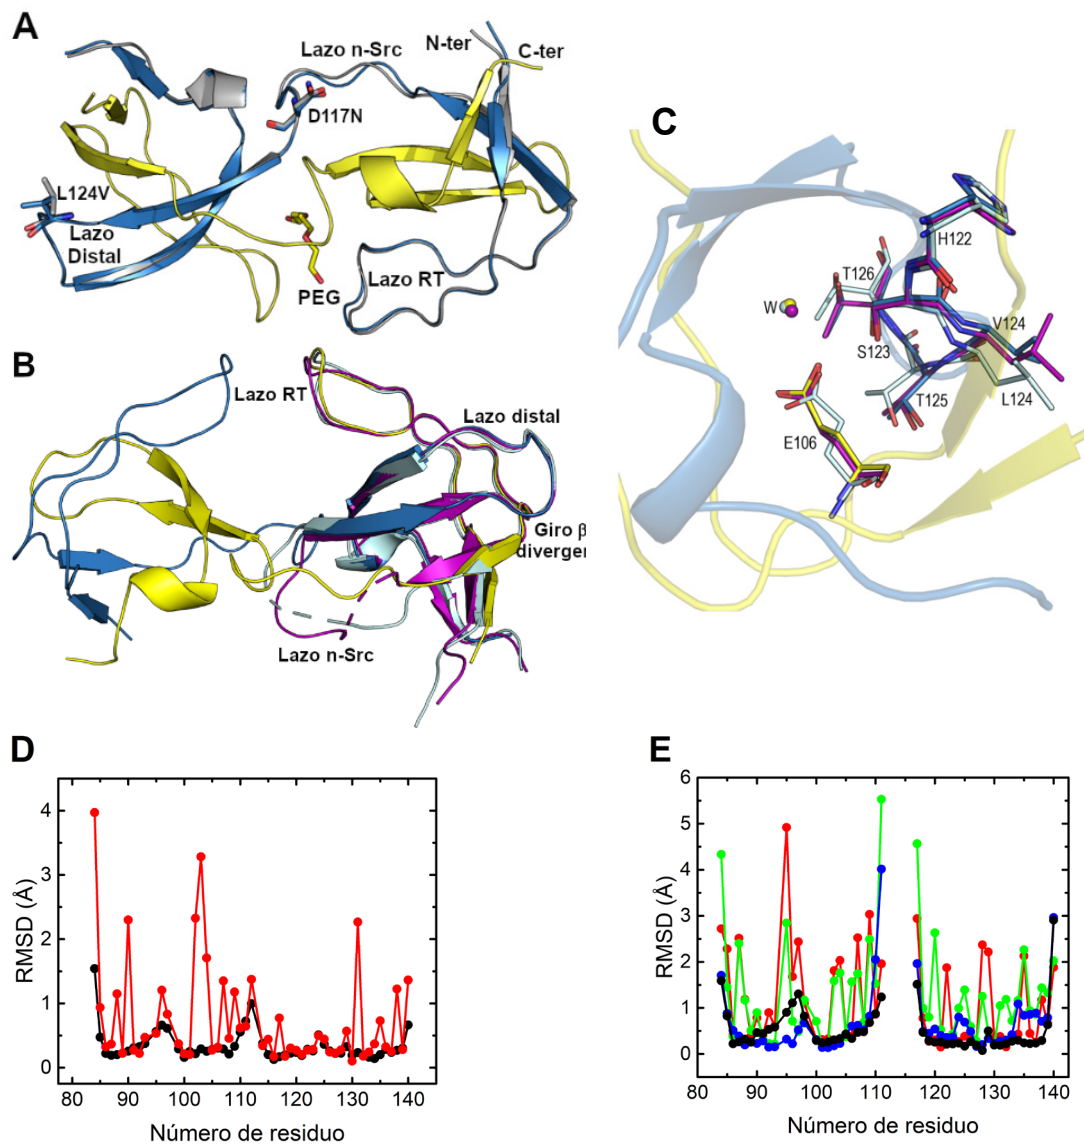 A
Lazo n-Src
N-ter
C-ter
D117N
L124V
Lazo
Distal
PEG
Lazo RT
B
Lazo RT
Lazo distal
Giro β
diverger
Lazo n-Src
C
H122
T126
W
V124
S123
T125
L124
E106
D
RMSD (Å)
4
3
2
1
0
80 90 100 110 120 130 140
Número de residuo
E
RMSD (Å)
6
5
4
3
2
1
0
80 90 100 110 120 130 140
Número de residuo